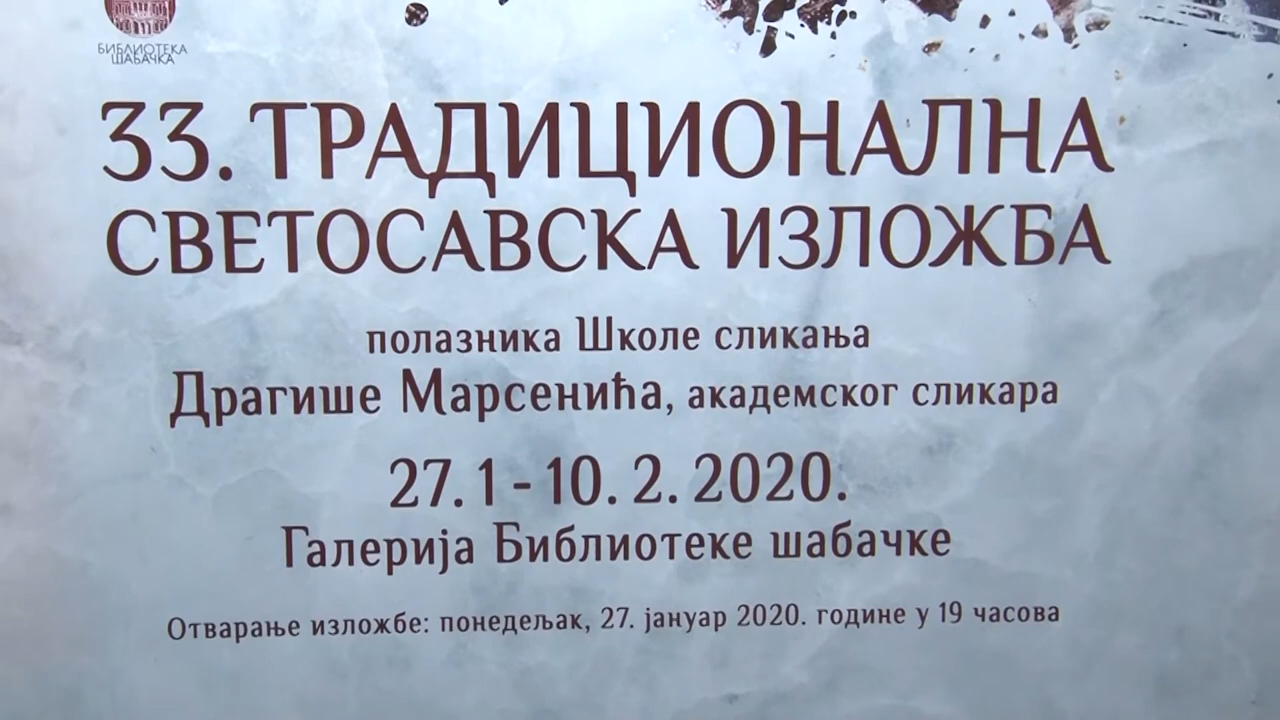 БИБЛИОТЕКА
ШАБАЧКА
33. ТРАДИЦИОНАЛНА
СВЕТОСАВСКА ИЗЛОЖБА
полазника Школе сликања
Драгише Марсенића, академског сликара
27. 1 - 10. 2. 2020.
Галерија Библиотеке шабачке
Отварање изложбе: понедељак, 27. јануар 2020. године у 19 часова